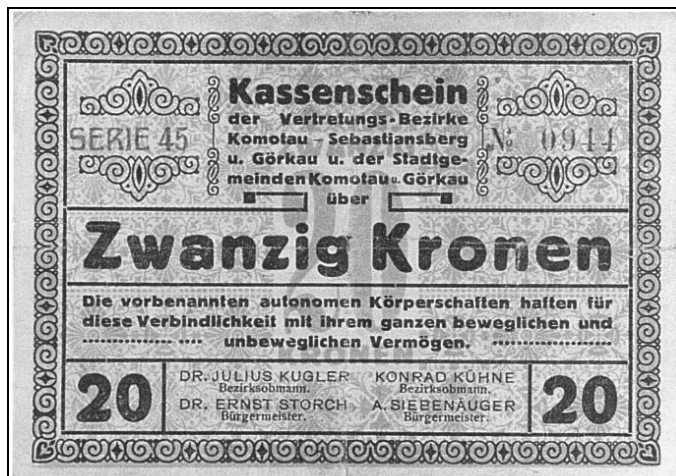 Kassenschein
der Vertretungs-Bezirke
Komotau - Sebastiansberg
u. Görkau u. der Stadtge-
meinden Komotau u. Görkau
über
SERIE 45
№ 0944
Zwanzig Kronen
Die vorbenannten autonomen Körperschaften haften für
diese Verbindlichkeit mit ihrem ganzen beweglichen und
unbeweglichen Vermögen.
KRONEN
20
DR. JULIUS KUGLER
Bezirksobmann.
DR. ERNST STORCH
Bürgermeister.
KONRAD KÜHNE
Bezirksobmann.
A. SIEBENÄUGER
Bürgermeister.
20